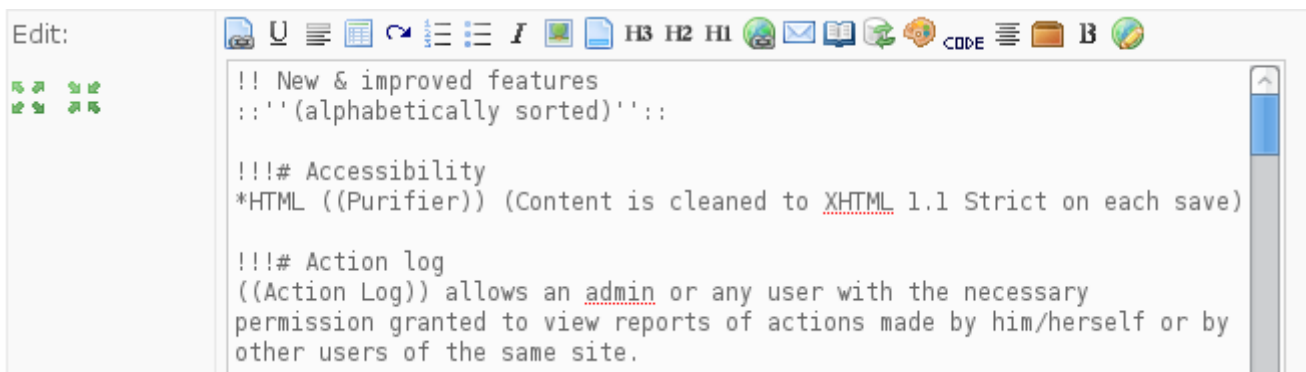 Edit:
U I H3 H2 H1 CODE B
!! New & improved features
::''(alphabetically sorted)''::
!!!# Accessibility
*HTML ((Purifier)) (Content is cleaned to XHTML 1.1 Strict on each save)
!!!# Action log
((Action Log)) allows an admin or any user with the necessary
permission granted to view reports of actions made by him/herself or by
other users of the same site.